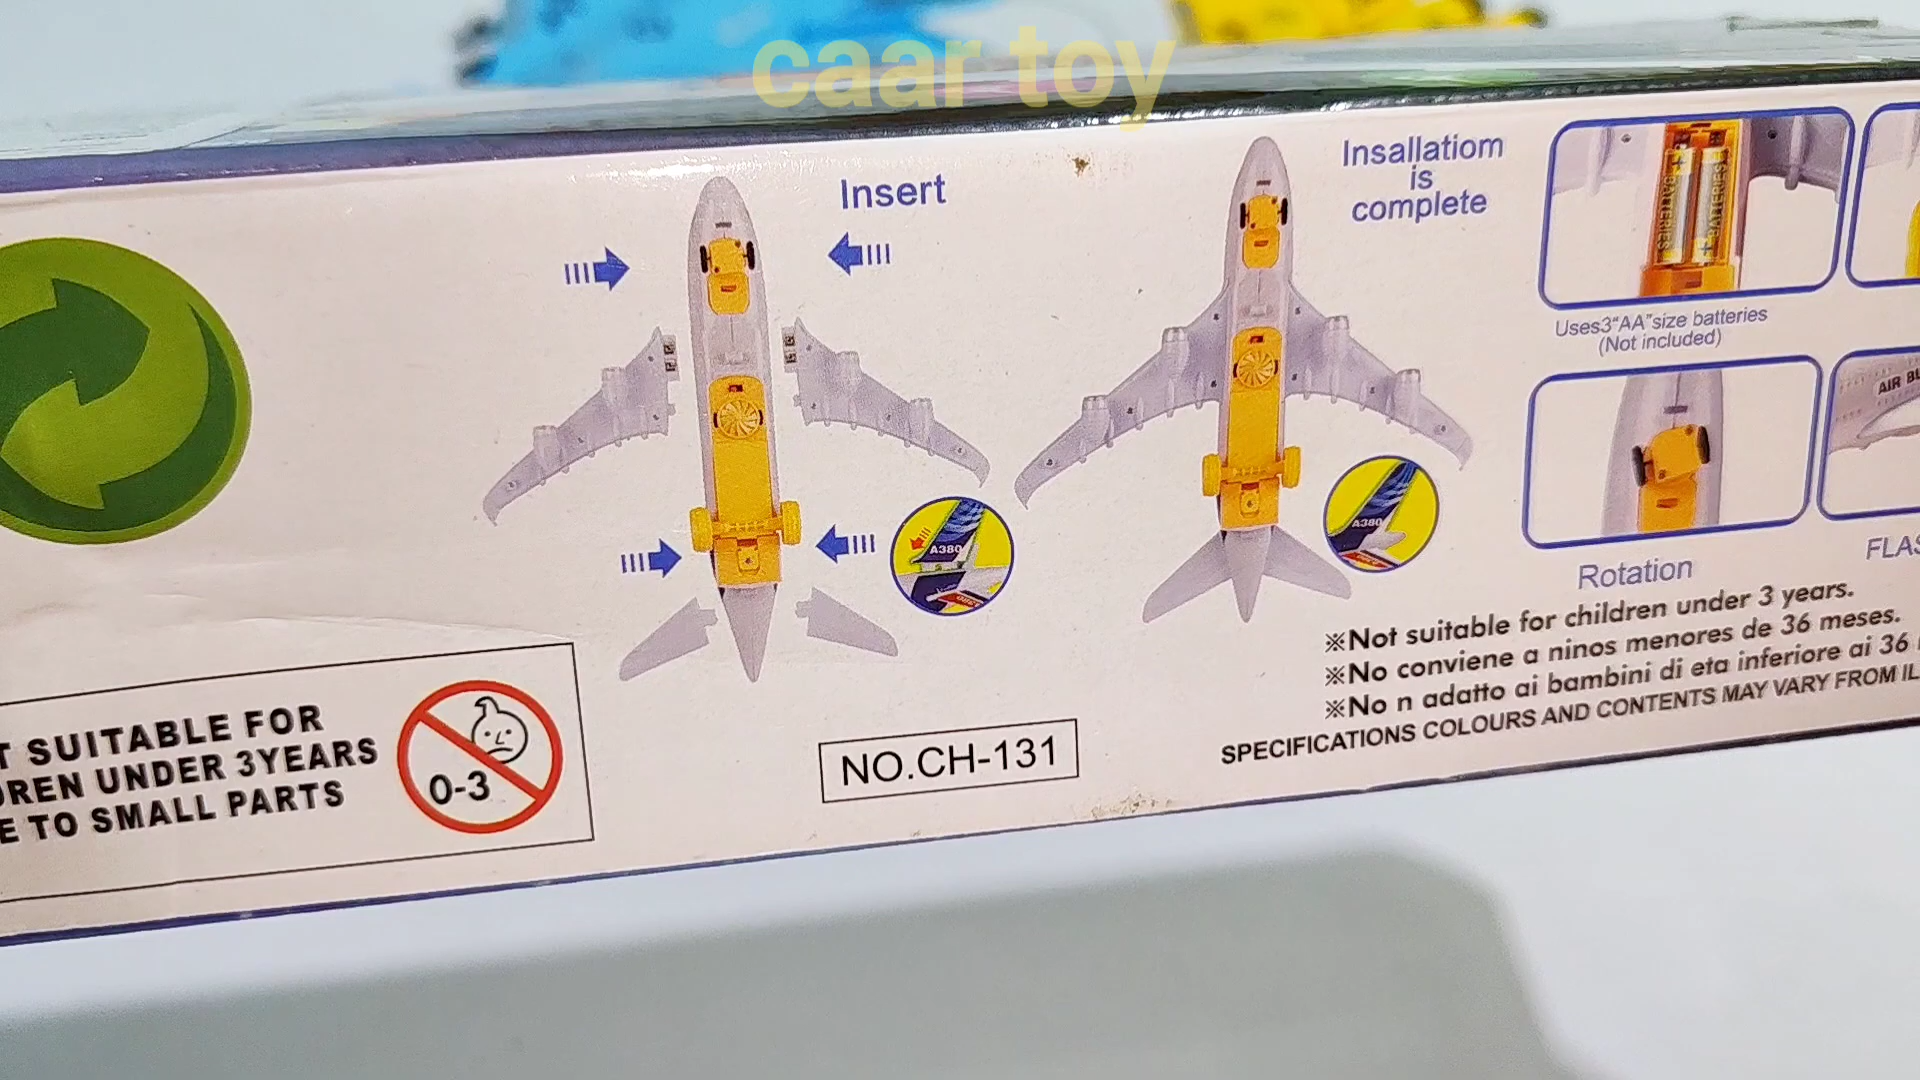 caar toy
Insert
Insallatiom
is
complete
BATTERIES
BATTERIES
Uses3“AA”size batteries
(Not included)
AIR
A380
A380
Rotation
※Not suitable for children under 3 years.
※No conviene a ninos menores de 36 meses.
※No n adatto ai bambini di eta inferiore ai 36
SPECIFICATIONS COLOURS AND CONTENTS MAY VARY FROM
SUITABLE FOR
UNDER 3YEARS
TO SMALL PARTS
0-3
NO.CH-131